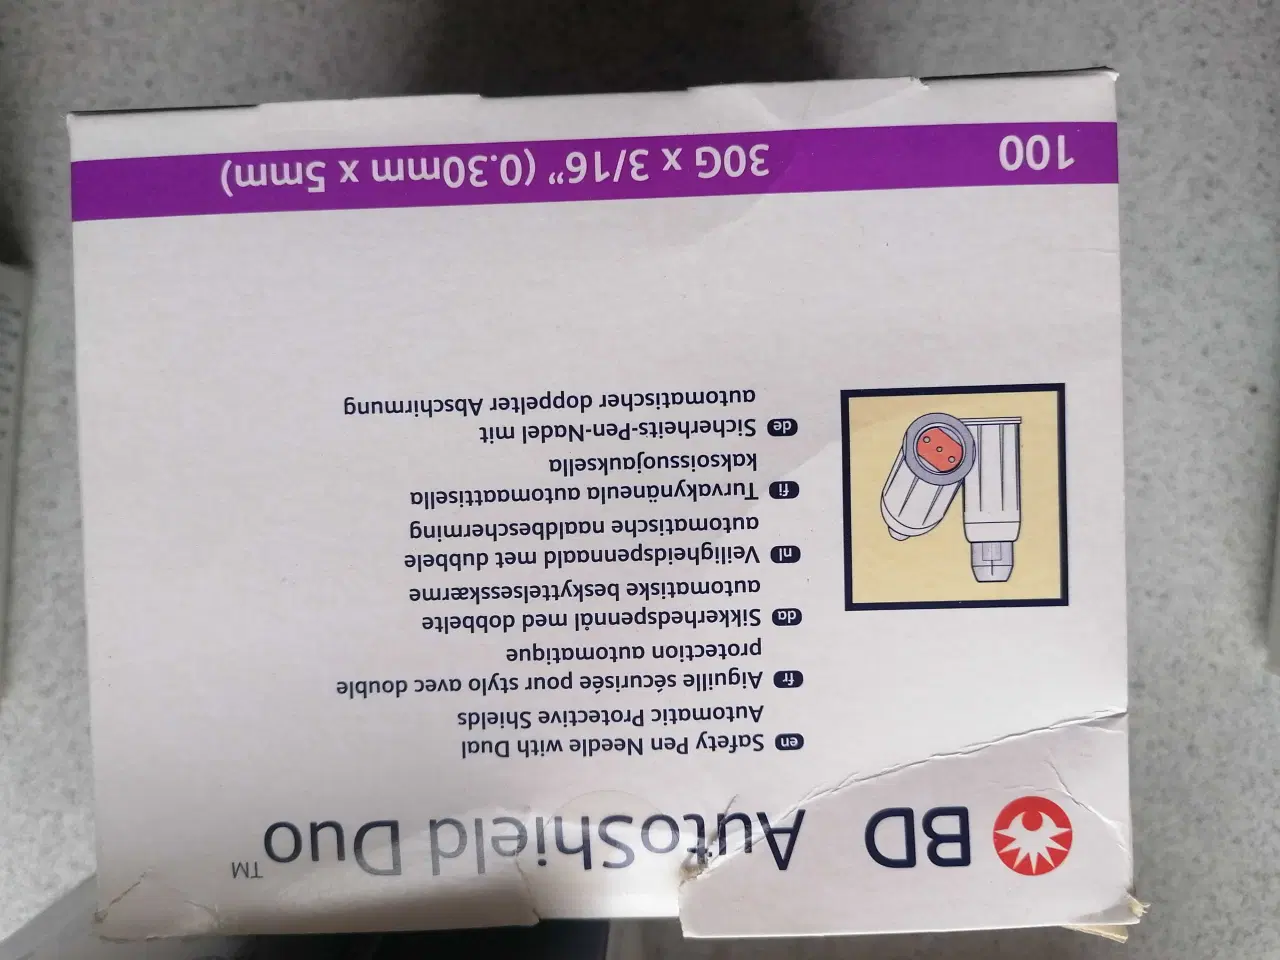 BD AutoShield Duo™
en Safety Pen Needle with Dual
Automatic Protective Shields
fr Aiguille sécurisée pour stylo avec double
protection automatique
da Sikkerhedspennål med dobbelte
automatiske beskyttelsesskærme
nl Veiligheidspennaald met dubbele
automatische naaldbescherming
fi Turvakynäneula automaattisella
kaksoissuojauksella
de Sicherheits-Pen-Nadel mit
automatischer doppelter Abschirmung
100 30G x 3/16” (0.30mm x 5mm)